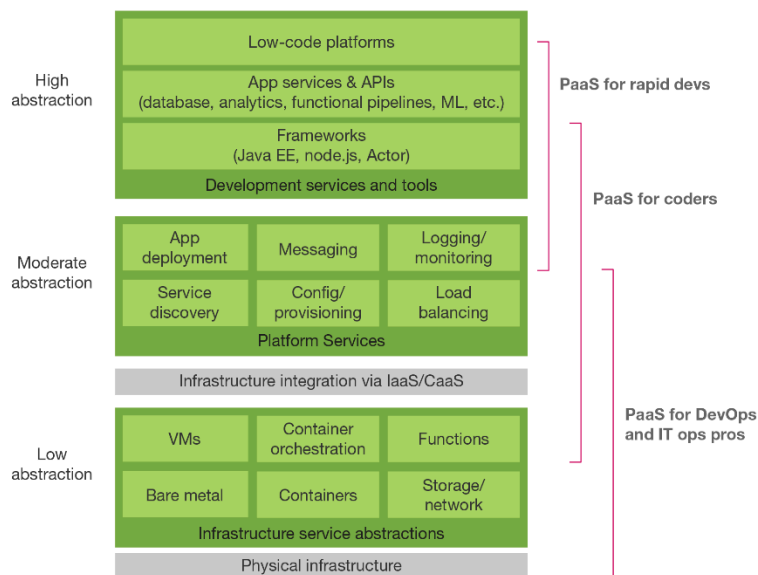 High
abstraction
Low-code platforms
App services & APIs
(database, analytics, functional pipelines, ML, etc.)
Frameworks
(Java EE, node.js, Actor)
Development services and tools
PaaS for rapid devs
PaaS for coders
Moderate
abstraction
App
deployment
Messaging
Logging/
monitoring
Service
discovery
Config/
provisioning
Load
balancing
Platform Services
Infrastructure integration via IaaS/CaaS
PaaS for DevOps
and IT ops pros
Low
abstraction
VMs
Container
orchestration
Functions
Bare metal
Containers
Storage/
network
Infrastructure service abstractions
Physical infrastructure